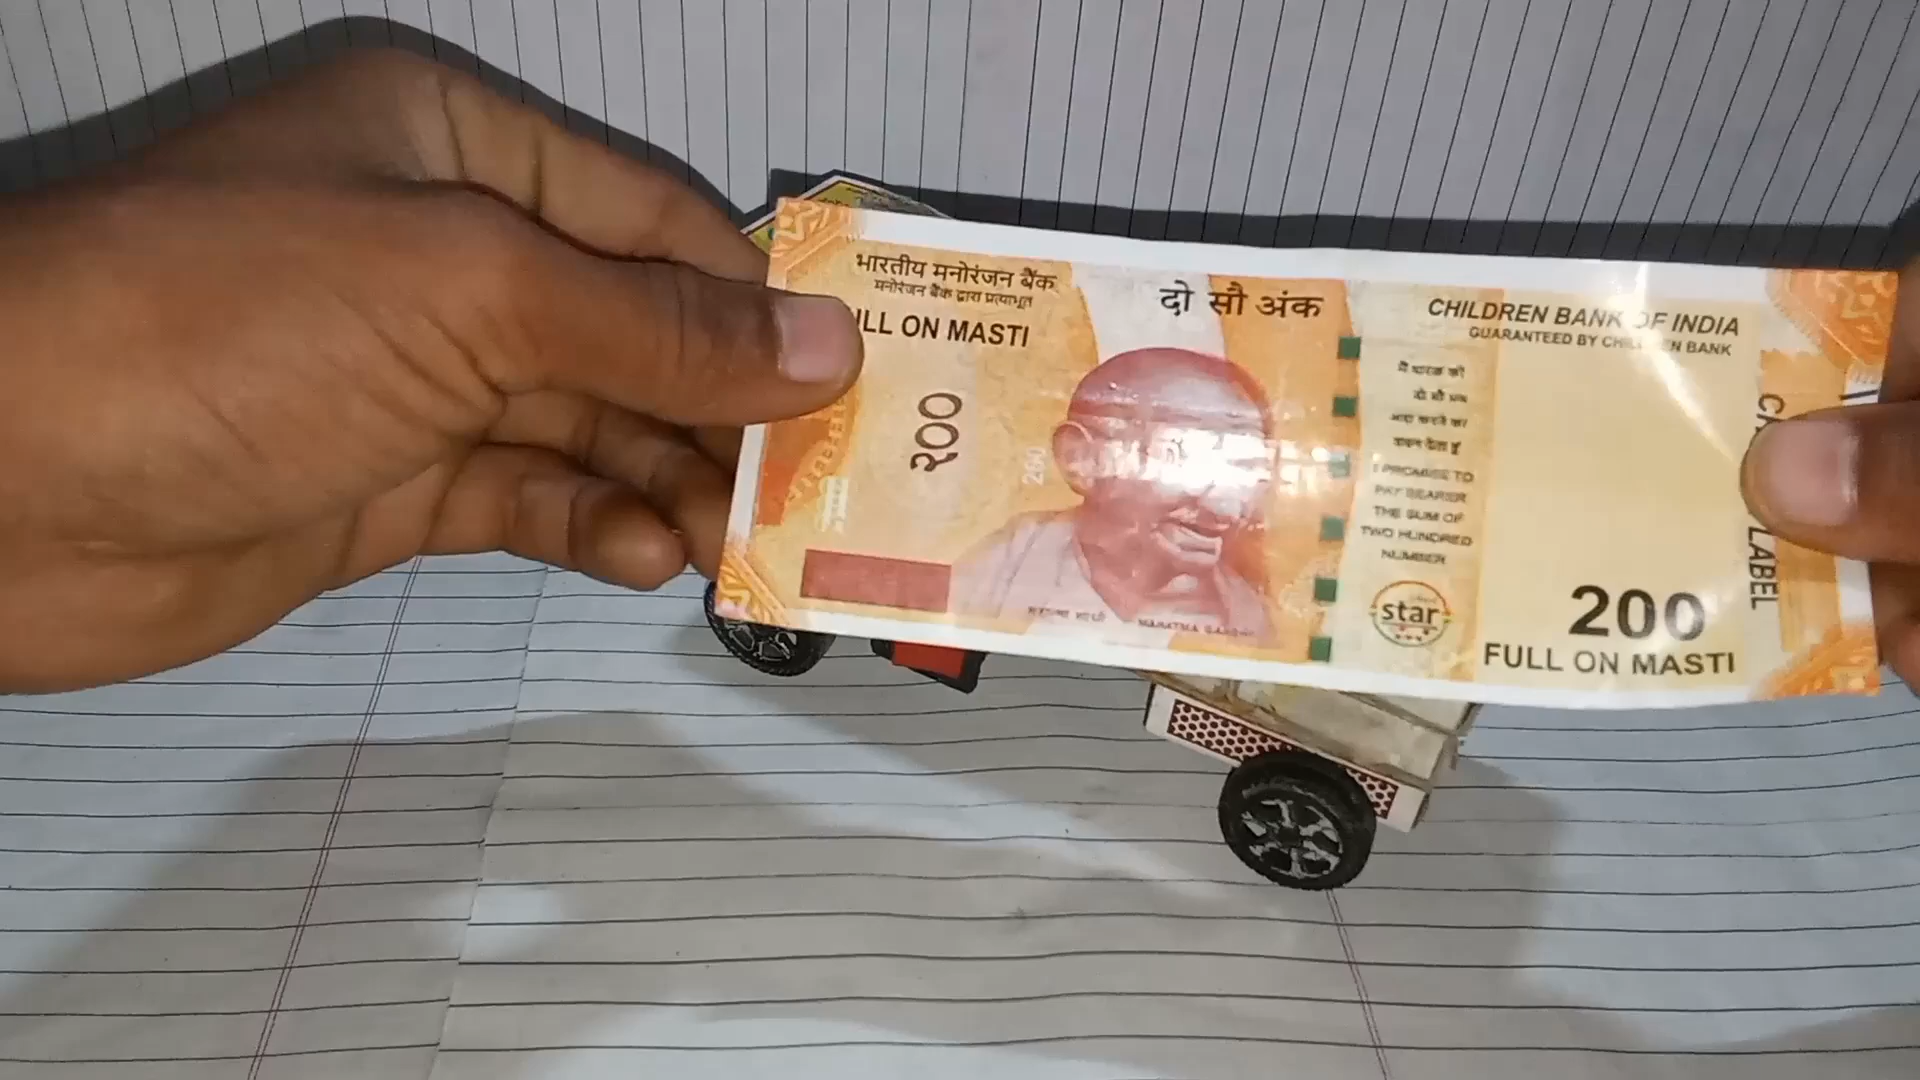 भारतीय मनोरंजन बैंक
मनोरंजन बैंक द्वारा प्रत्याभूत
ILL ON MASTI
२००
दो सौ अंक
CHILDREN BANK OF INDIA
GUARANTEED BY CHILDREN BANK
मैं धारक को
दो सौ अंक
अदा करने का
वचन देता हूँ
I PROMISE TO
PAY BEARER
THE SUM OF
TWO HUNDRED
NUMBER
star
200
FULL ON MASTI
LABEL
महात्मा गांधी
MAHATMA GANDHI